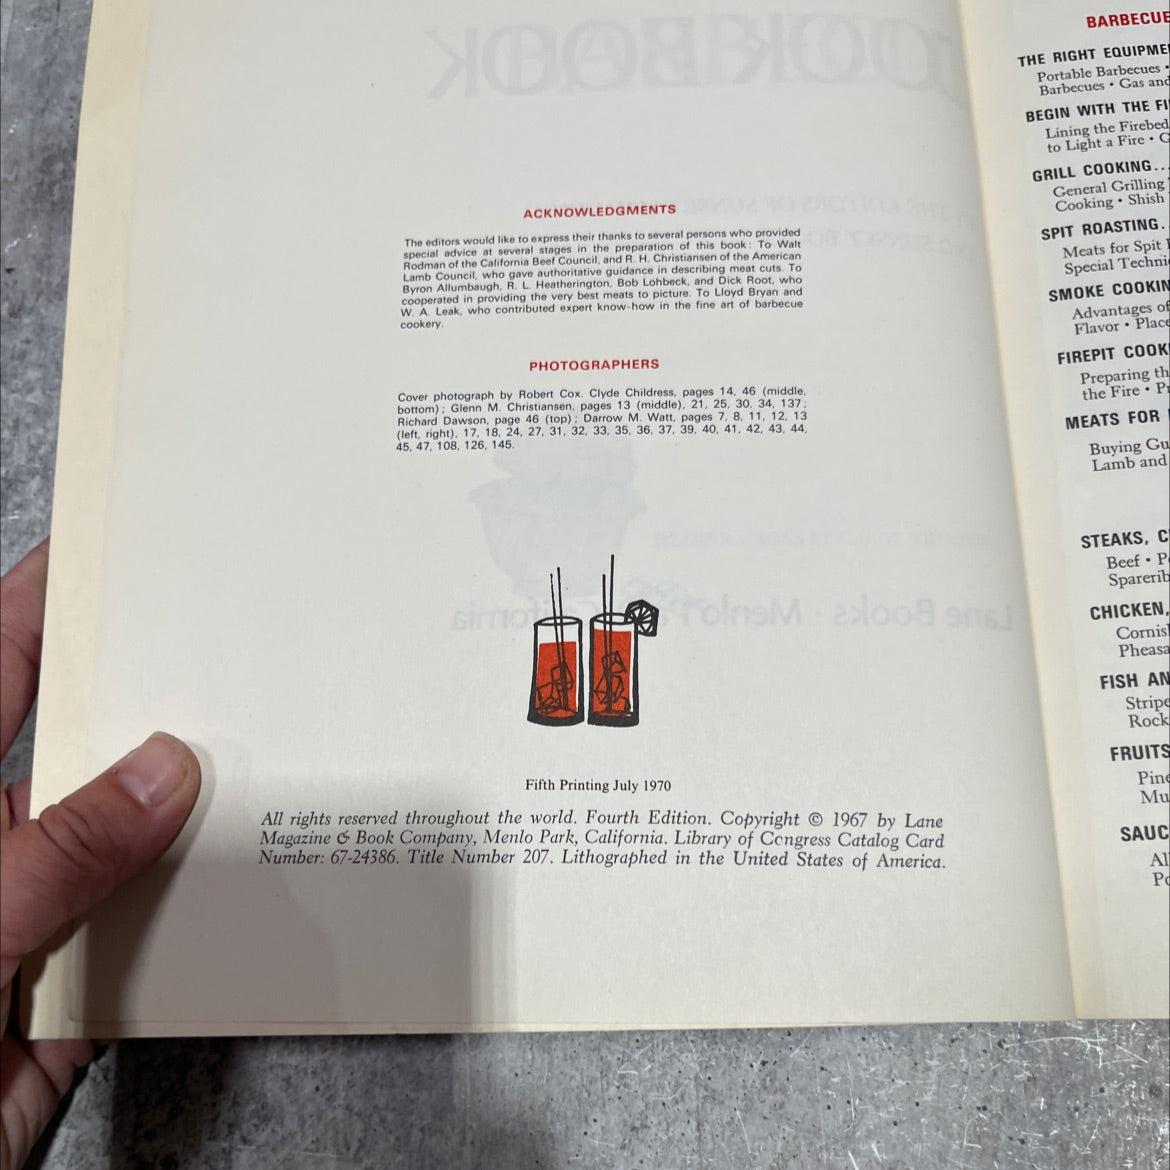 COOK BOOK
ACKNOWLEDGMENTS
The editors would like to express their thanks to several persons who provided
special advice at several stages in the preparation of this book: To Walt
Rodman of the California Beef Council, and R. H. Christiansen of the American
Lamb Council, who gave authoritative guidance in describing meat cuts. To
Byron Allumbaugh, R. L. Heatherington, Bob Lohbeck, and Dick Root, who
cooperated in providing the very best meats to picture. To Lloyd Bryan and
W. A. Leak, who contributed expert know-how in the fine art of barbecue
cookery.
PHOTOGRAPHERS
Cover photograph by Robert Cox. Clyde Childress, pages 14, 46 (middle,
bottom); Glenn M. Christiansen, pages 13 (middle), 21, 25, 30, 34, 137;
Richard Dawson, page 46 (top); Darrow M. Watt, pages 7, 8, 11, 12, 13
(left, right), 17, 18, 24, 27, 31, 32, 33, 35, 36, 37, 39, 40, 41, 42, 43, 44,
45, 47, 108, 126, 145.
Lane Books · Menlo Park, California
Fifth Printing July 1970
All rights reserved throughout the world. Fourth Edition. Copyright © 1967 by Lane
Magazine & Book Company, Menlo Park, California. Library of Congress Catalog Card
Number: 67-24386. Title Number 207. Lithographed in the United States of America.
BARBECUE
THE RIGHT EQUIPME
Portable Barbecues •
Barbecues • Gas and
BEGIN WITH THE FI
Lining the Firebed
to Light a Fire •
GRILL COOKING...
General Grilling
Cooking • Shish
SPIT ROASTING.
Meats for Spit
Special Techni
SMOKE COOKIN
Advantages of
Flavor • Place
FIREPIT COOK
Preparing th
the Fire • Pr
MEATS FOR
Buying Gu
Lamb and
STEAKS, C
Beef • P
Sparerib
CHICKEN,
Cornis
Pheasa
FISH AN
Stripe
Rock
FRUITS
Pine
Mu
SAUC
Al
Po